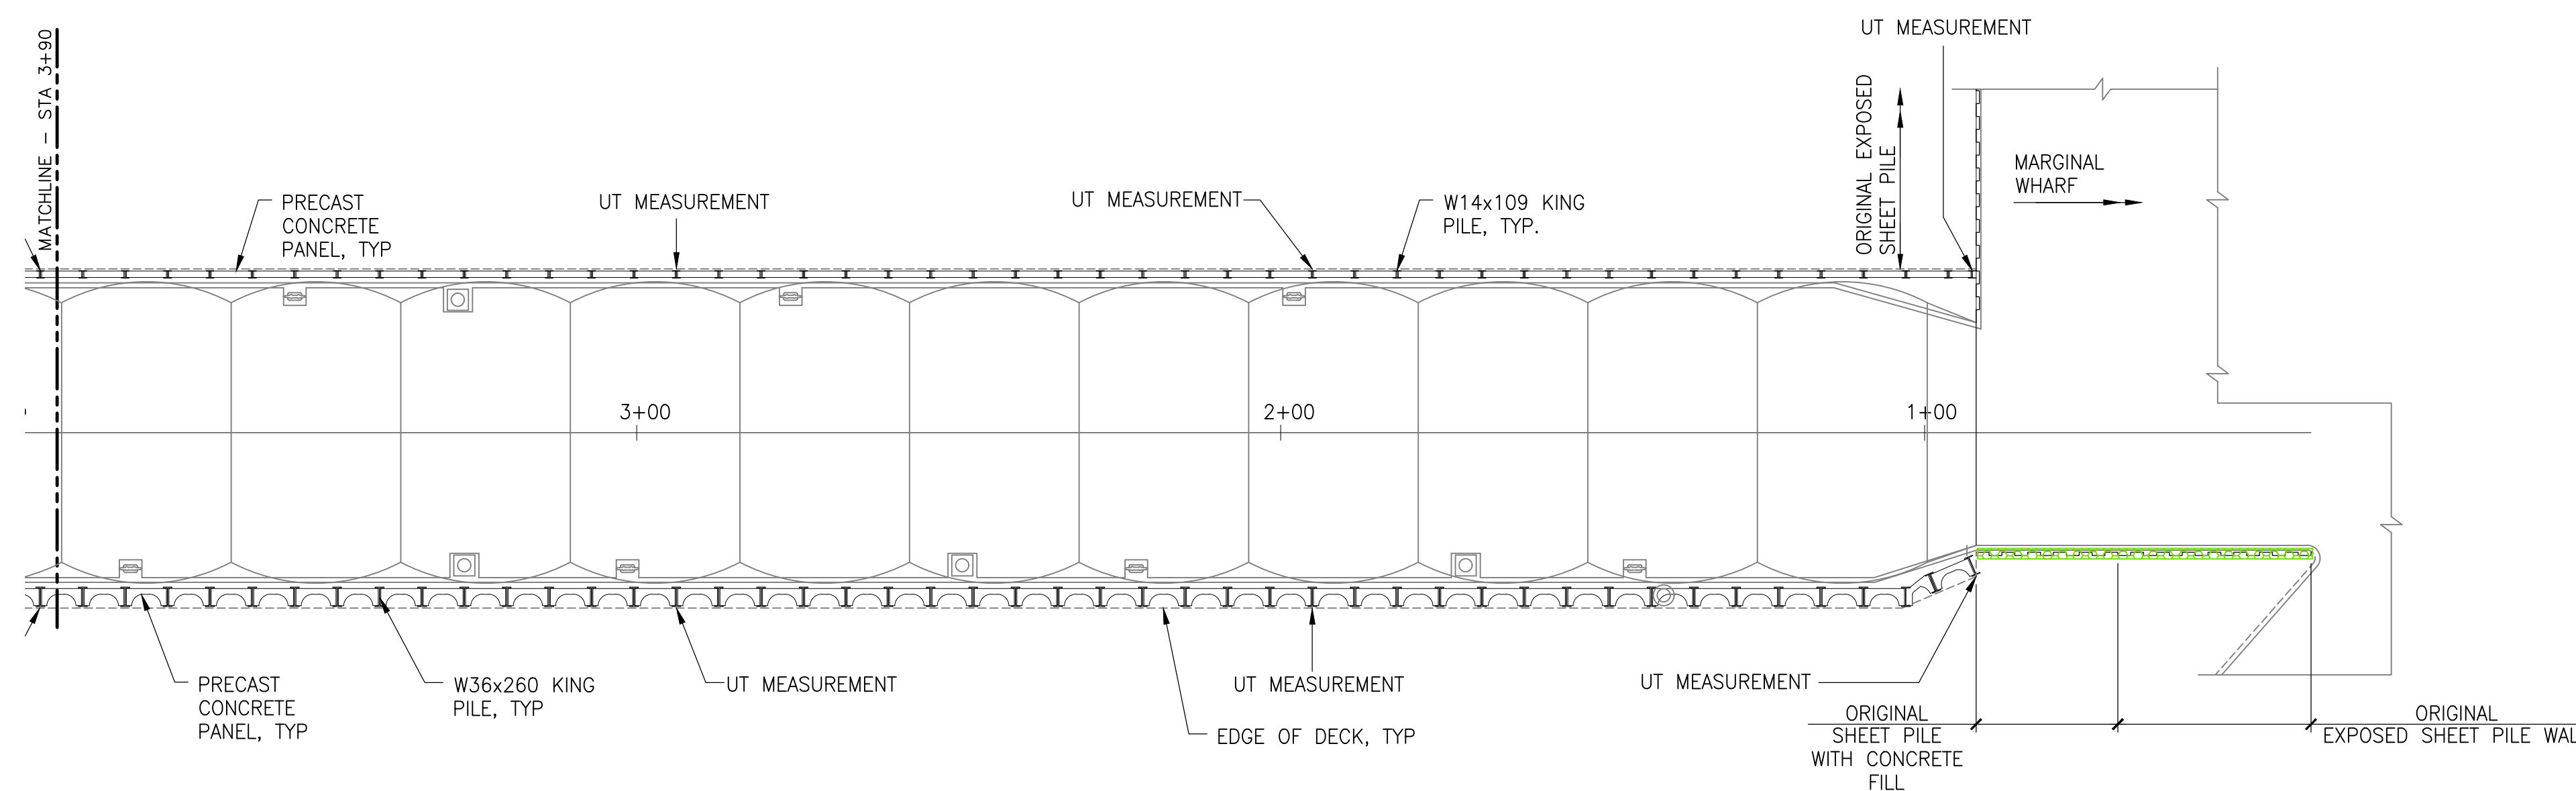 UT MEASUREMENT
MATCHLINE – STA 3+90
ORIGINAL EXPOSED
SHEET PILE
MARGINAL
WHARF
PRECAST
CONCRETE
PANEL, TYP
UT MEASUREMENT
UT MEASUREMENT
W14x109 KING
PILE, TYP.
3+00
2+00
1+00
PRECAST
CONCRETE
PANEL, TYP
W36x260 KING
PILE, TYP
UT MEASUREMENT
UT MEASUREMENT
EDGE OF DECK, TYP
UT MEASUREMENT
ORIGINAL
SHEET PILE
WITH CONCRETE
FILL
ORIGINAL
EXPOSED SHEET PILE WAL